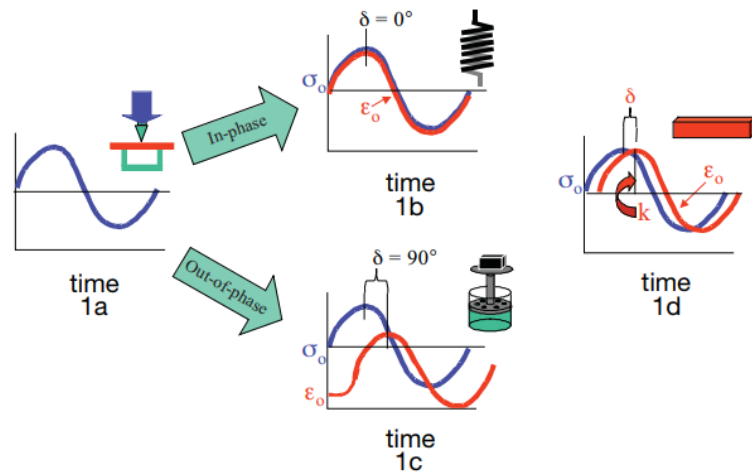 time
1a
In-phase
Out-of-phase
δ = 0°
σₒ
εₒ
time
1b
δ = 90°
σₒ
εₒ
time
1c
δ
σₒ
εₒ
k
time
1d